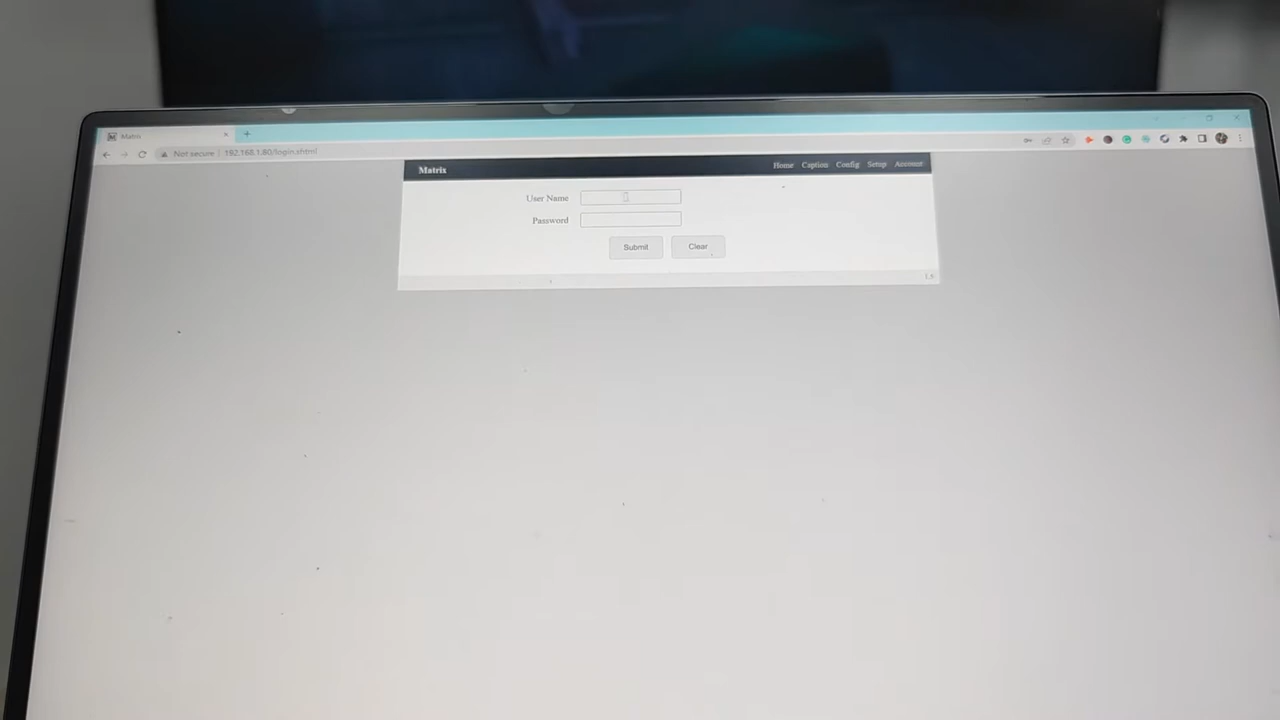 Matrix
Not secure 192.168.1.80/login.shtml
Matrix Home Caption Config Setup Account
User Name
Password
Submit Clear